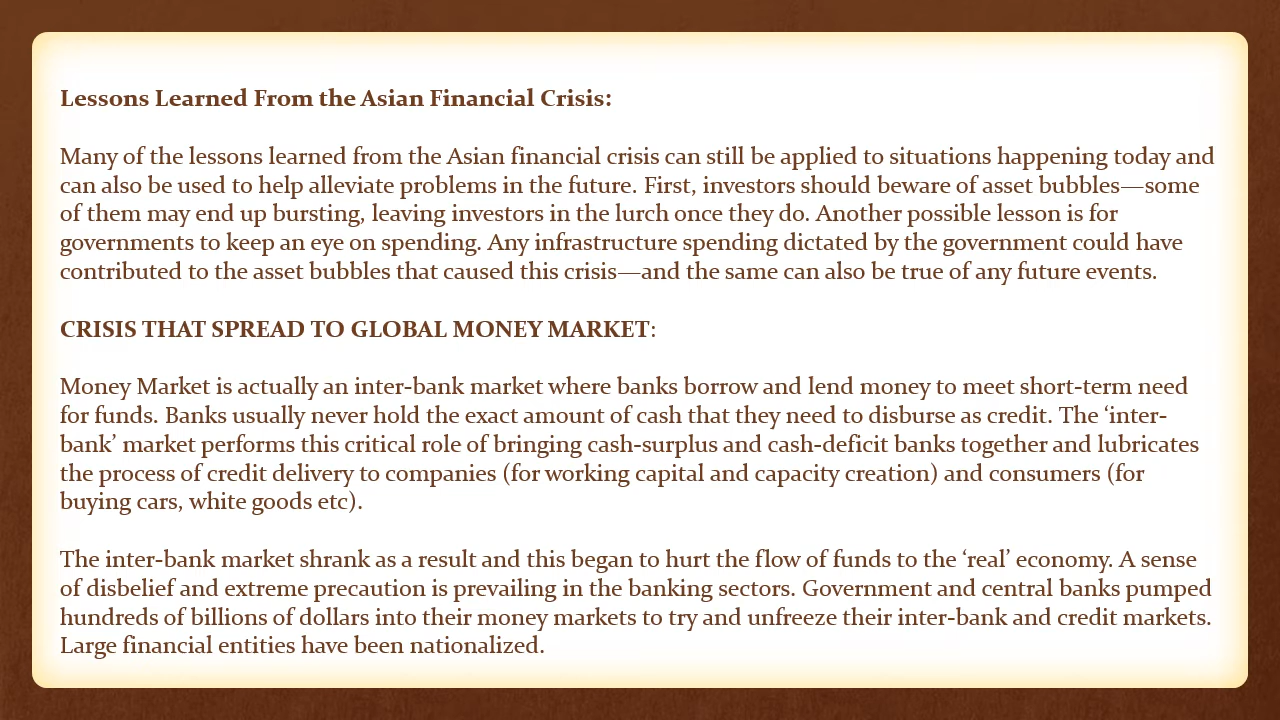 Lessons Learned From the Asian Financial Crisis:
Many of the lessons learned from the Asian financial crisis can still be applied to situations happening today and
can also be used to help alleviate problems in the future. First, investors should beware of asset bubbles—some
of them may end up bursting, leaving investors in the lurch once they do. Another possible lesson is for
governments to keep an eye on spending. Any infrastructure spending dictated by the government could have
contributed to the asset bubbles that caused this crisis—and the same can also be true of any future events.
CRISIS THAT SPREAD TO GLOBAL MONEY MARKET:
Money Market is actually an inter-bank market where banks borrow and lend money to meet short-term need
for funds. Banks usually never hold the exact amount of cash that they need to disburse as credit. The ‘inter-
bank’ market performs this critical role of bringing cash-surplus and cash-deficit banks together and lubricates
the process of credit delivery to companies (for working capital and capacity creation) and consumers (for
buying cars, white goods etc).
The inter-bank market shrank as a result and this began to hurt the flow of funds to the ‘real’ economy. A sense
of disbelief and extreme precaution is prevailing in the banking sectors. Government and central banks pumped
hundreds of billions of dollars into their money markets to try and unfreeze their inter-bank and credit markets.
Large financial entities have been nationalized.